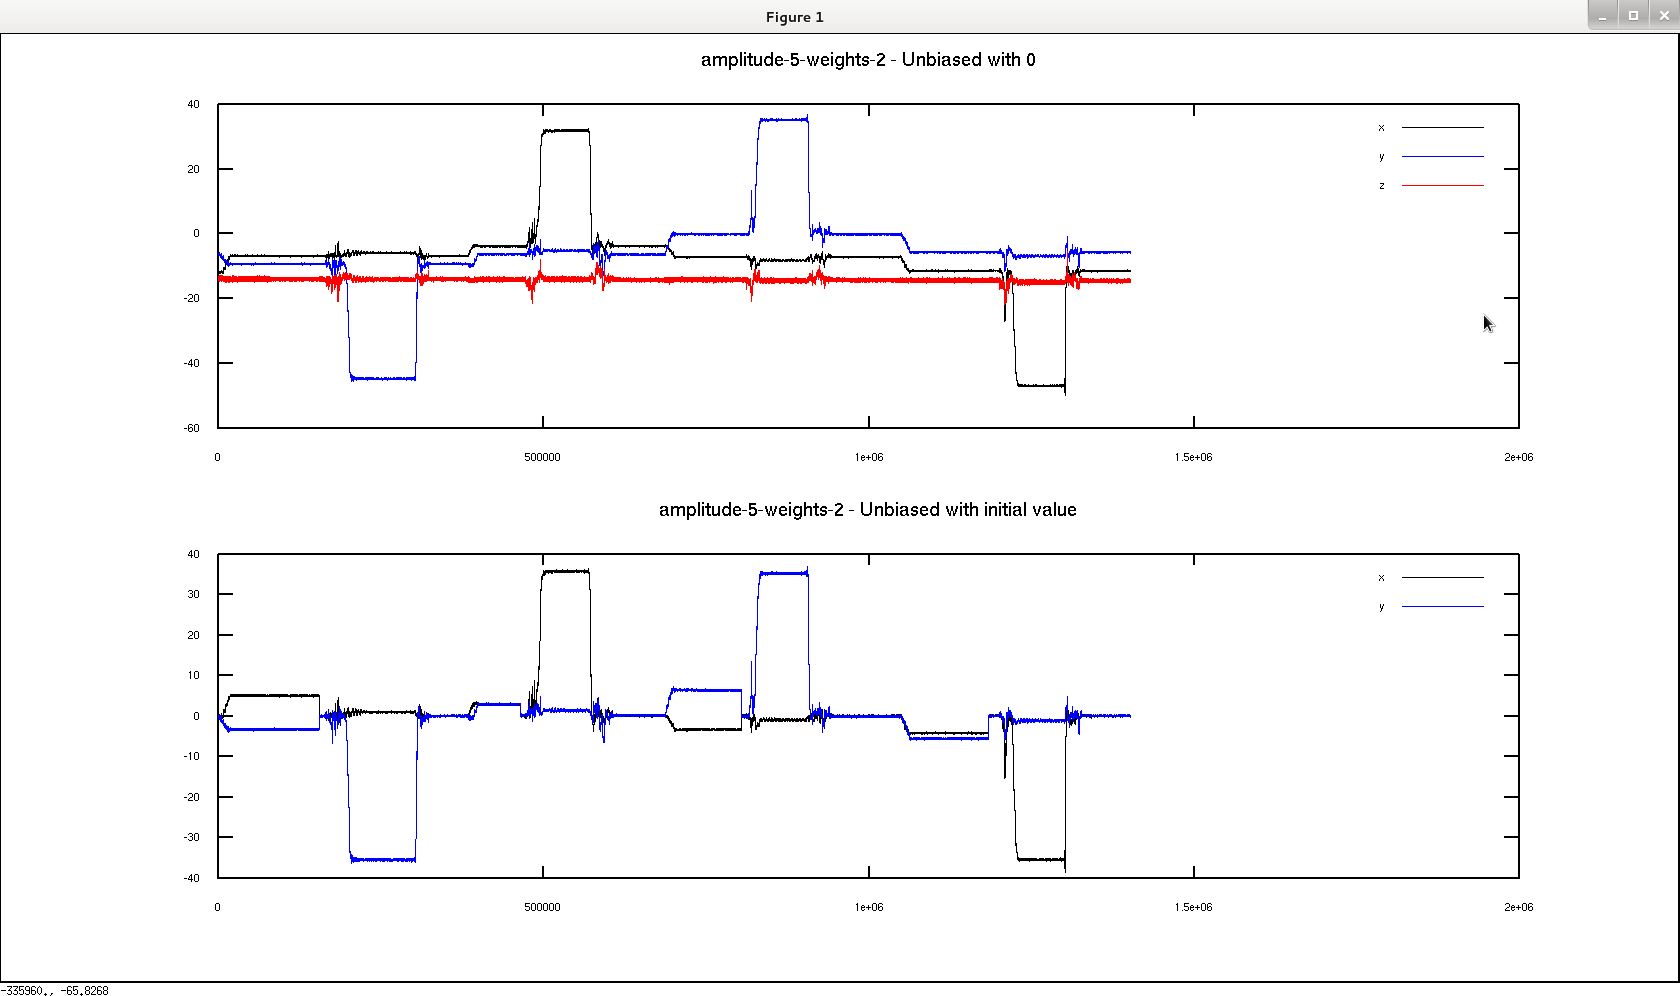 Figure 1
amplitude-5-weights-2 - Unbiased with 0
40
20
0
-20
-40
-60
0 500000 1e+06 1.5e+06 2e+06
x
y
z
amplitude-5-weights-2 - Unbiased with initial value
40
30
20
10
0
-10
-20
-30
-40
0 500000 1e+06 1.5e+06 2e+06
x
y
-335960., -65.8268